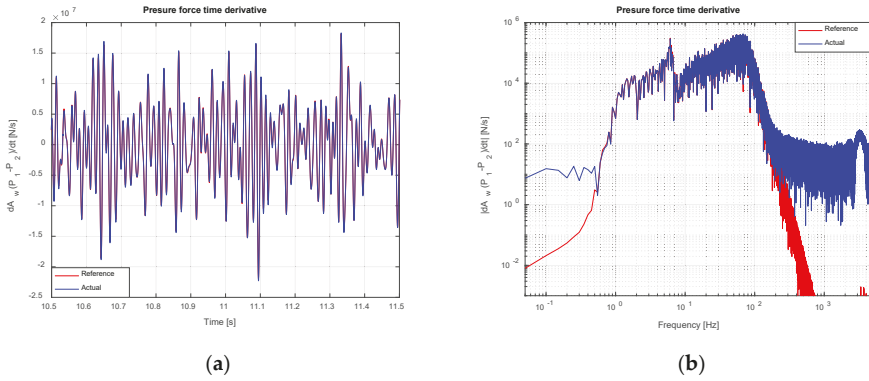 Presure force time derivative
×10^7
2
1.5
1
0.5
0
-0.5
-1
-1.5
-2
-2.5
dA_w (P_1 -P_2 )/dt [N/s]
Reference
Actual
10.5 10.6 10.7 10.8 10.9 11 11.1 11.2 11.3 11.4 11.5
Time [s]
(a)
Presure force time derivative
10^6
10^4
10^2
10^0
10^-2
|dA_w (P_1 -P_2 )/dt| [N/s]
Reference
Actual
10^-1 10^0 10^1 10^2 10^3
Frequency [Hz]
(b)